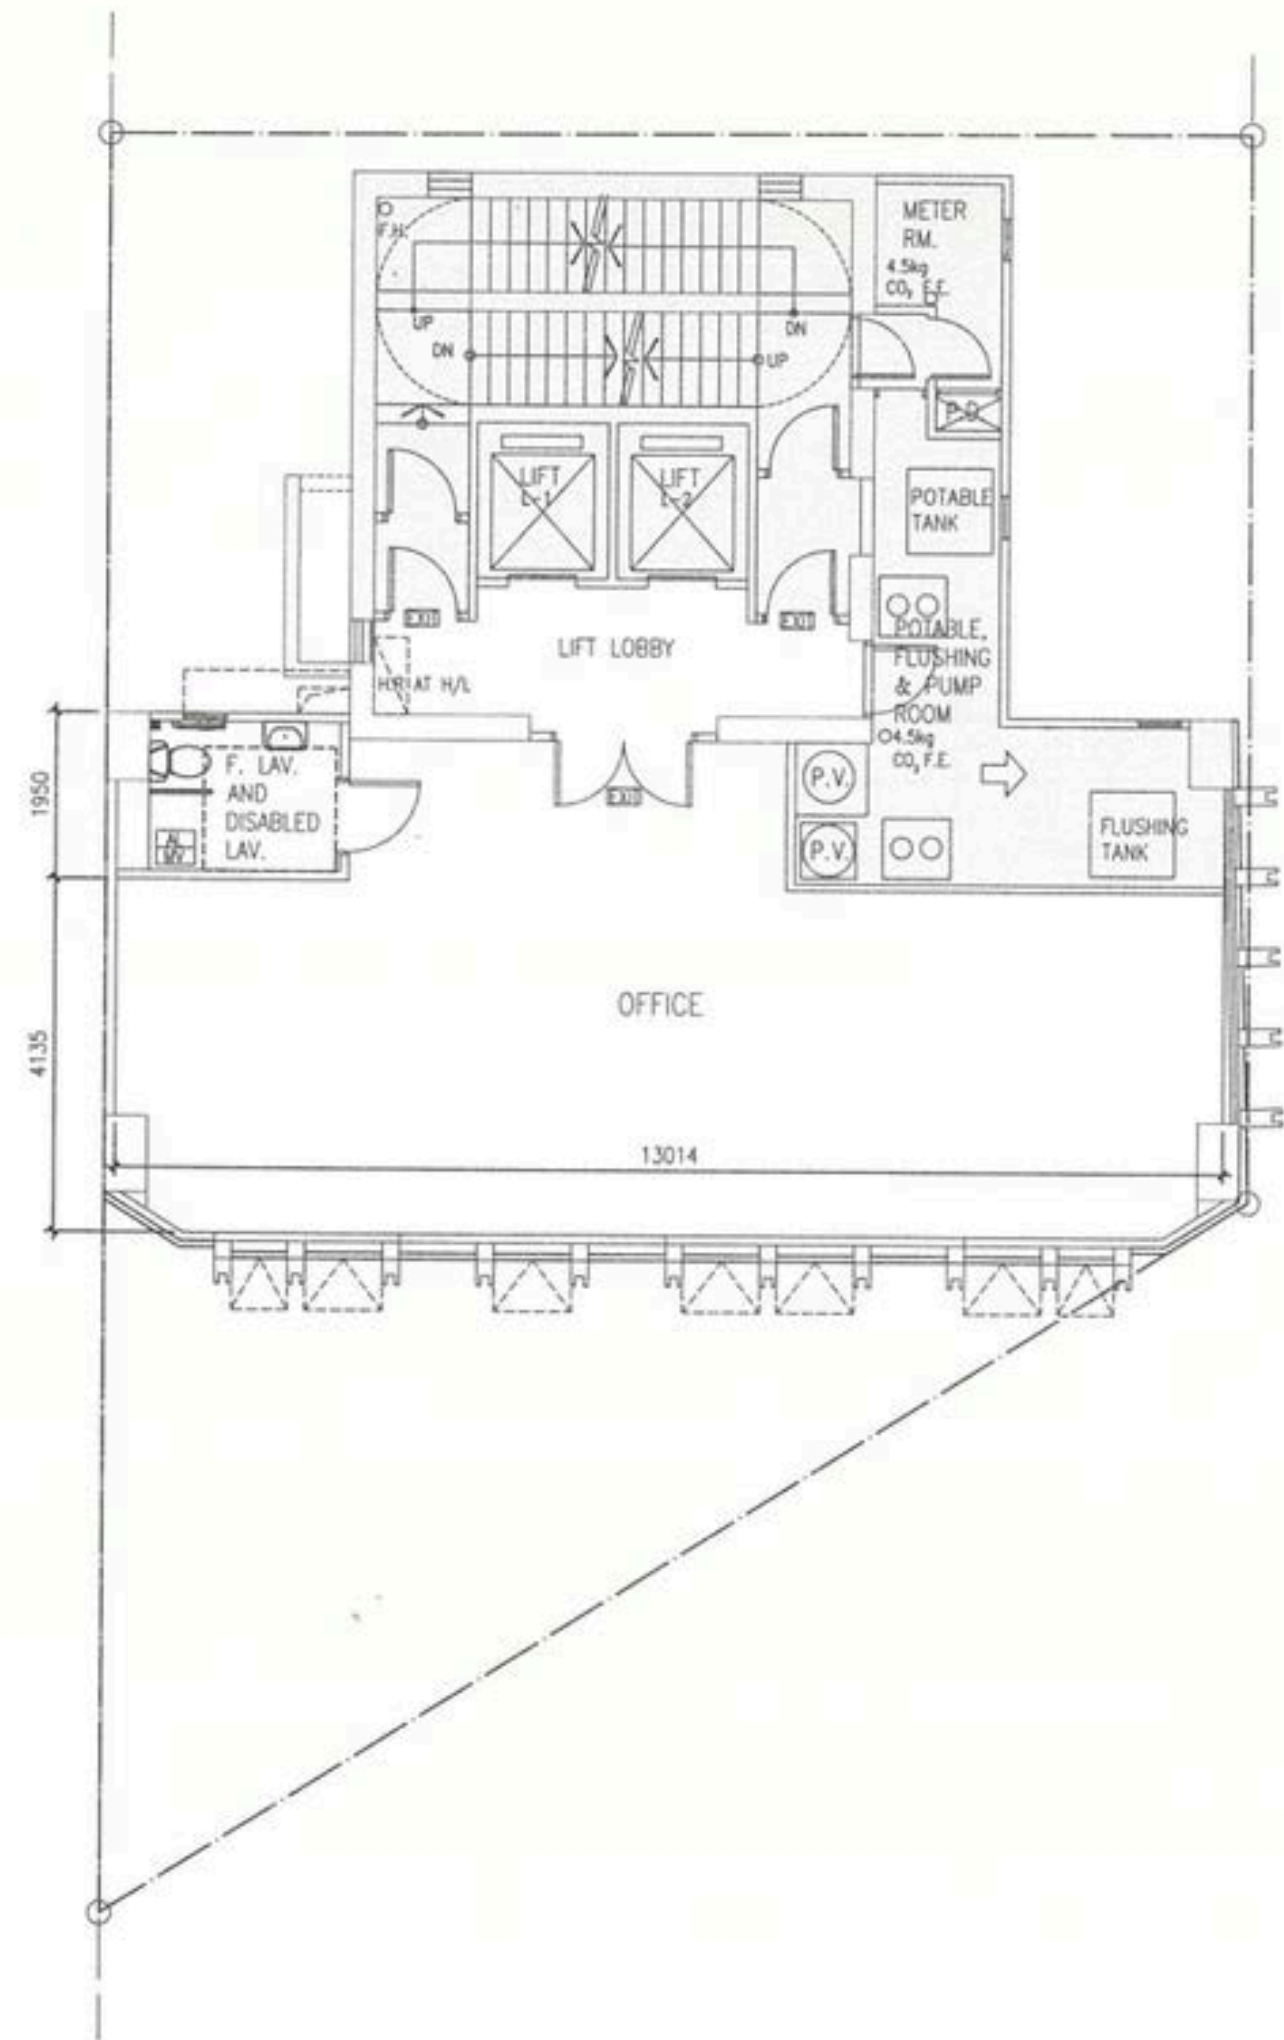 METER
RM.
4.5kg
CO₂ F.E.
F.H.
UP
DN
DN
UP
P.D.
LIFT
L-1
LIFT
L-2
POTABLE
TANK
EXIT
EXIT
LIFT LOBBY
POTABLE,
FLUSHING
& PUMP
ROOM
4.5kg
CO₂ F.E.
H.R AT H/L
F. LAV.
AND
DISABLED
LAV.
EXIT
P.V.
P.V.
FLUSHING
TANK
1950
4135
OFFICE
13014